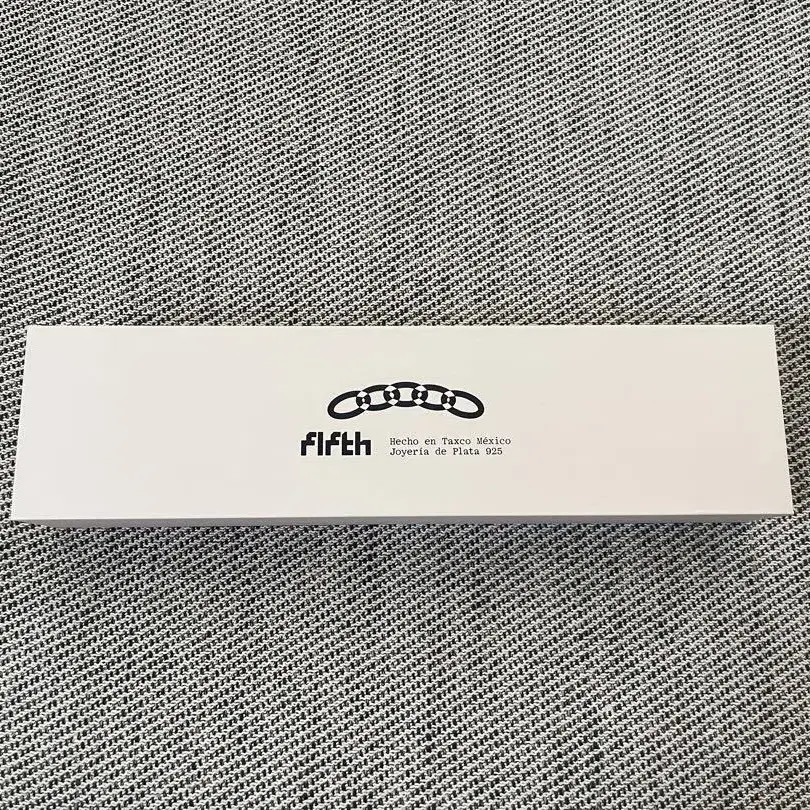 fifth
Hecho en Taxco México
Joyería de Plata 925